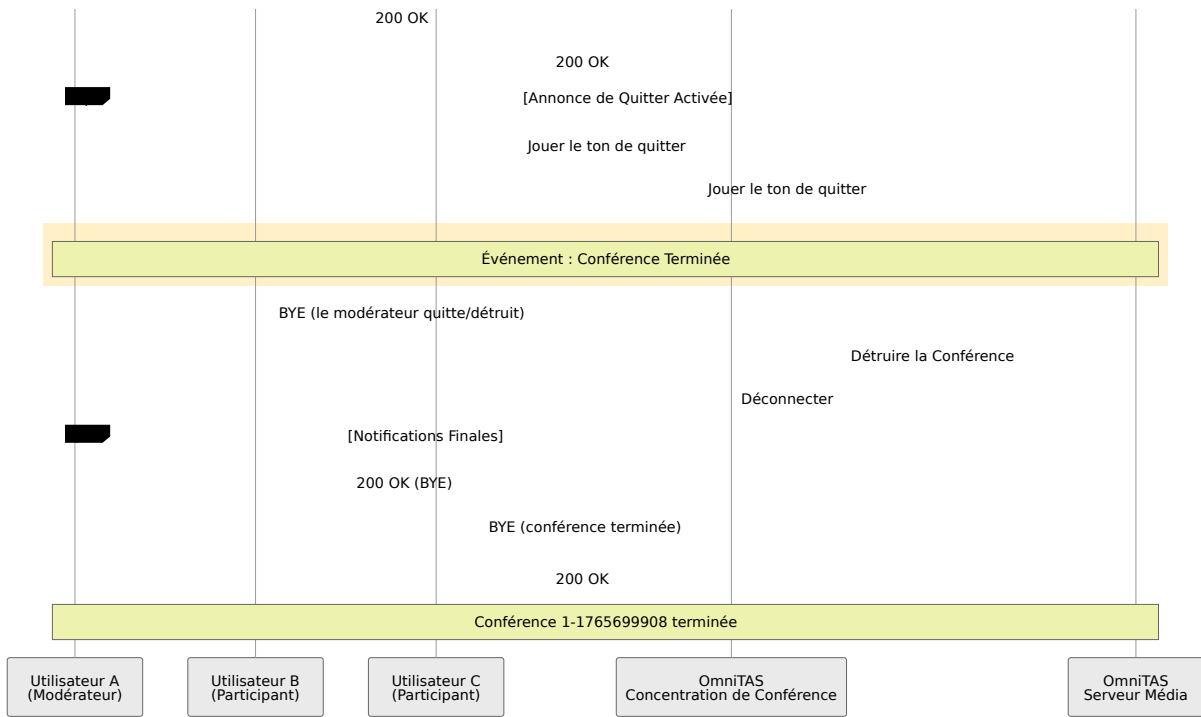 200 OK
200 OK
[Annonce de Quitter Activée]
Jouer le ton de quitter
Jouer le ton de quitter
Événement : Conférence Terminée
BYE (le modérateur quitte/détruit)
Détruire la Conférence
Déconnecter
[Notifications Finales]
200 OK (BYE)
BYE (conférence terminée)
200 OK
Conférence 1-1765699908 terminée
Utilisateur A
(Modérateur)
Utilisateur B
(Participant)
Utilisateur C
(Participant)
OmniTAS
Concentration de Conférence
OmniTAS
Serveur Média